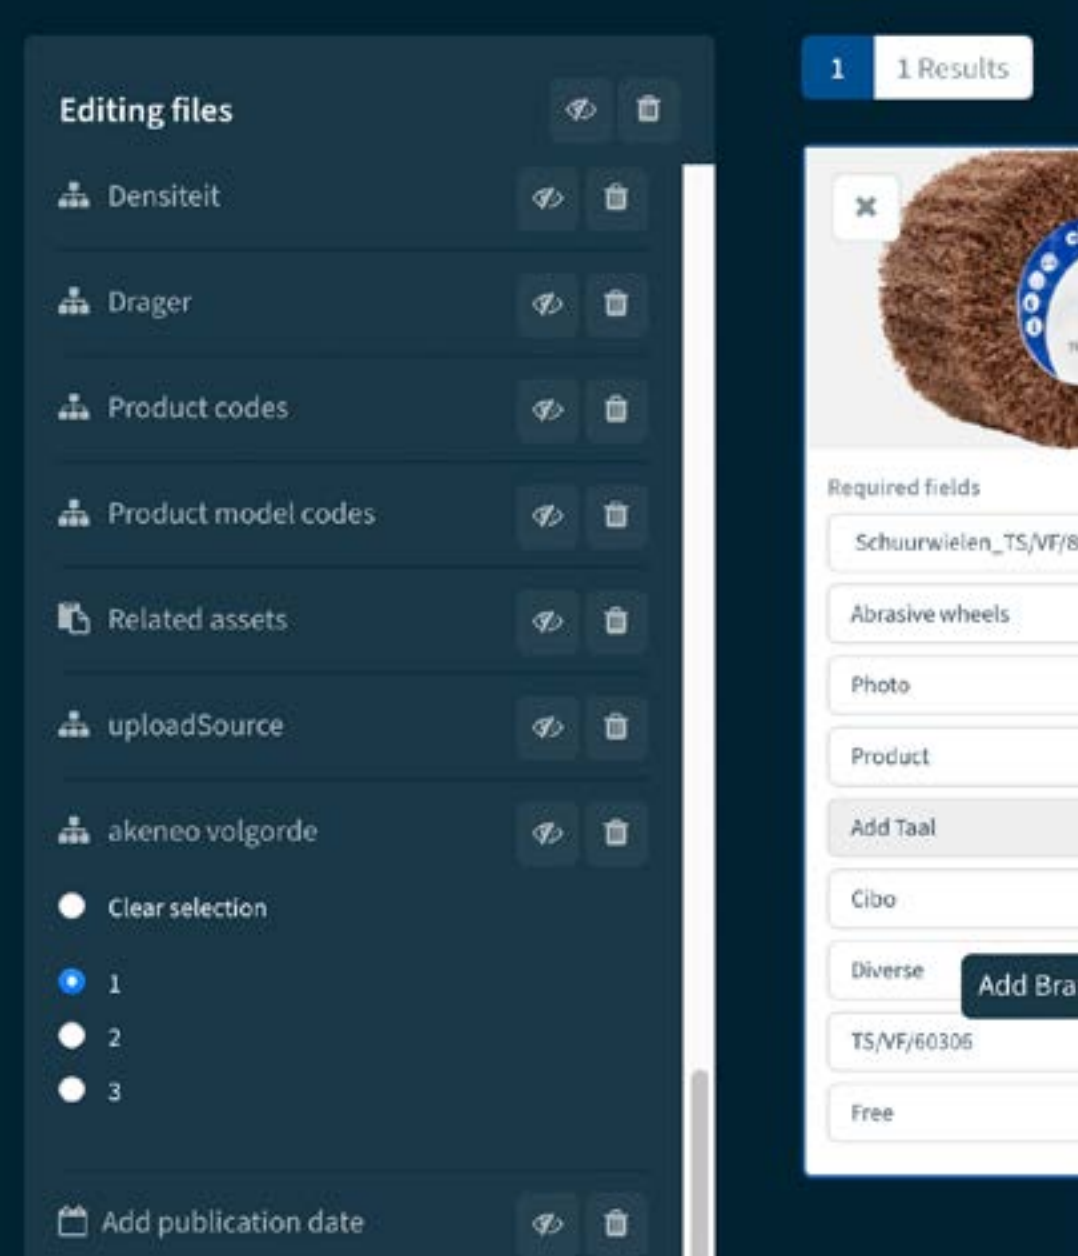 Editing files
Densiteit
Drager
Product codes
Product model codes
Related assets
uploadSource
akeneo volgorde
Clear selection
1
2
3
Add publication date
1
1 Results
Required fields
Schuurwielen_TS/VF/8
Abrasive wheels
Photo
Product
Add Taal
Cibo
Diverse
Add Bra
TS/VF/60306
Free